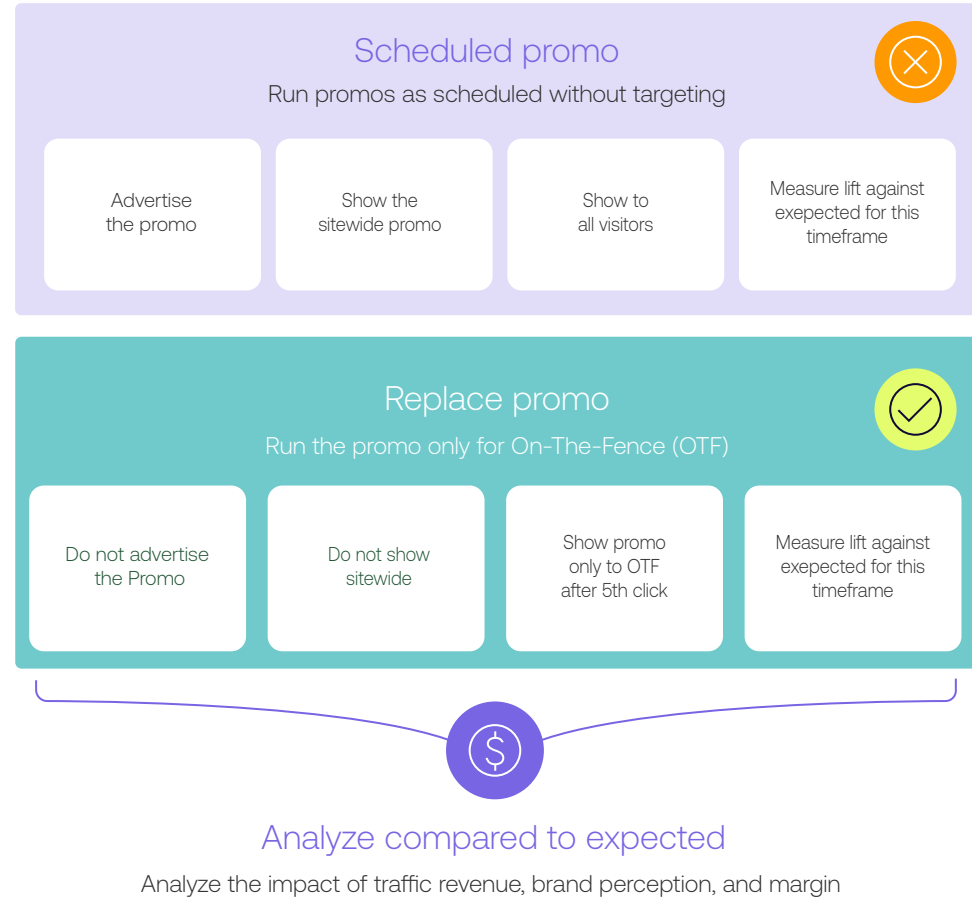 Scheduled promo
Run promos as scheduled without targeting
Advertise
the promo
Show the
sitewide promo
Show to
all visitors
Measure lift against
exepected for this
timeframe
Replace promo
Run the promo only for On-The-Fence (OTF)
Do not advertise
the Promo
Do not show
sitewide
Show promo
only to OTF
after 5th click
Measure lift against
exepected for this
timeframe
$
Analyze compared to expected
Analyze the impact of traffic revenue, brand perception, and margin